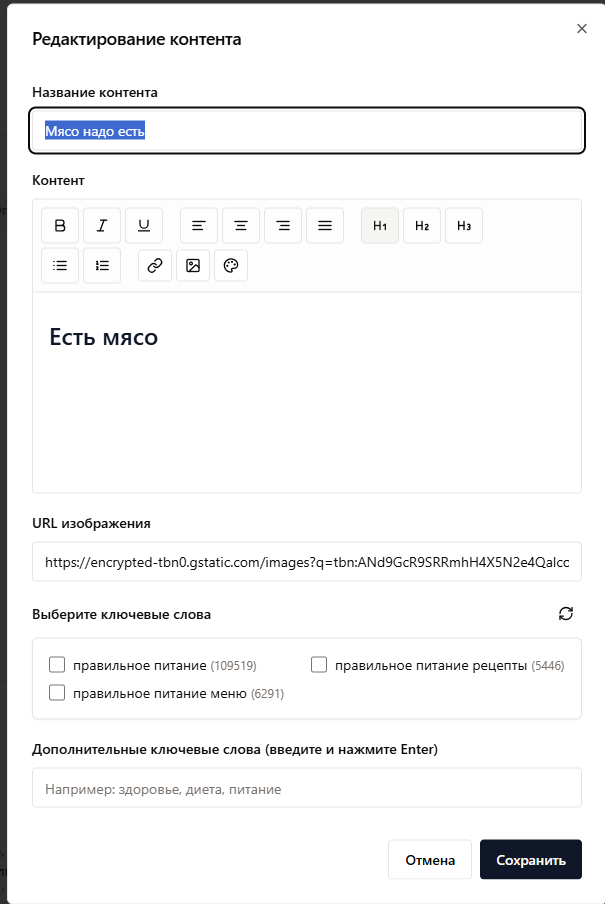 Редактирование контента
Название контента
Мясо надо есть
Контент
B I U H1 H2 H3
Есть мясо
URL изображения
https://encrypted-tbn0.gstatic.com/images?q=tbn:ANd9GcR9SRRmhH4X5N2e4Qalcc
Выберите ключевые слова
правильное питание (109519) правильное питание рецепты (5446)
правильное питание меню (6291)
Дополнительные ключевые слова (введите и нажмите Enter)
Например: здоровье, диета, питание
Отмена Сохранить